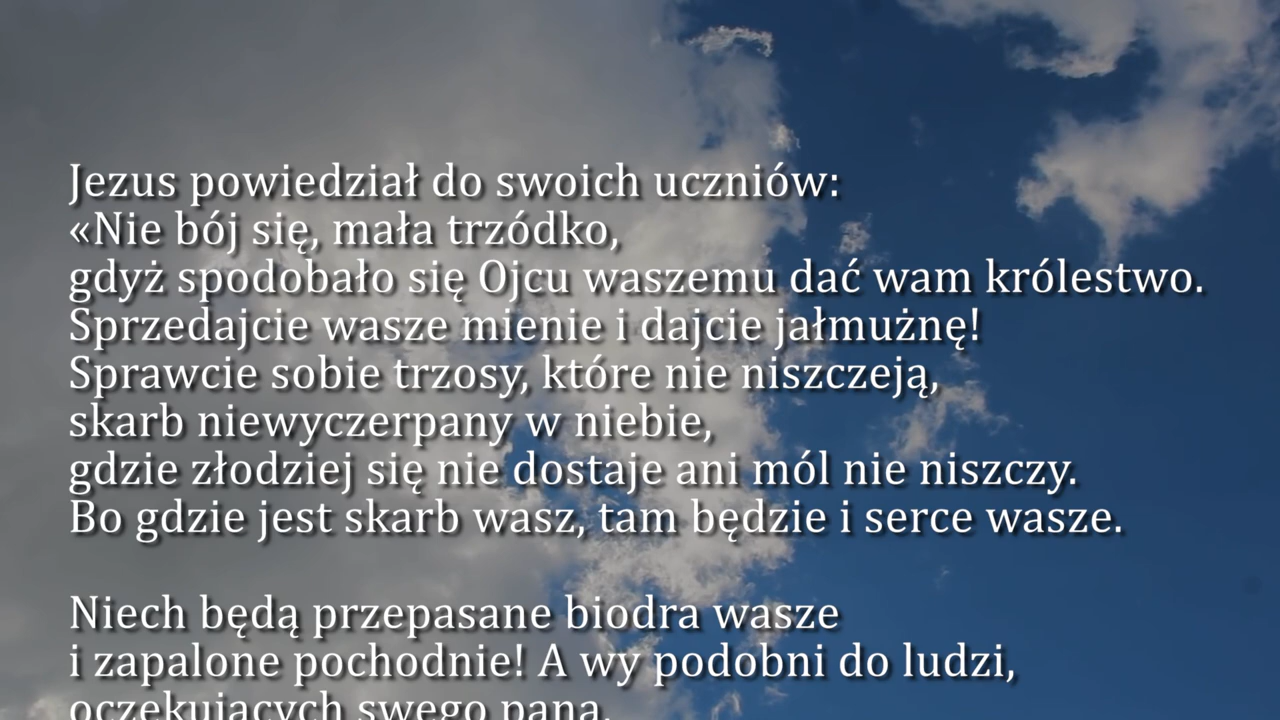 Jezus powiedział do swoich uczniów:
«Nie bój się, mała trzódko,
gdyż spodobało się Ojcu waszemu dać wam królestwo.
Sprzedajcie wasze mienie i dajcie jałmużnę!
Sprawcie sobie trzosy, które nie niszczeją,
skarb niewyczerpany w niebie,
gdzie złodziej się nie dostaje ani mól nie niszczy.
Bo gdzie jest skarb wasz, tam będzie i serce wasze.
Niech będą przepasane biodra wasze
i zapalone pochodnie! A wy podobni do ludzi,
oczekujących swego pana,